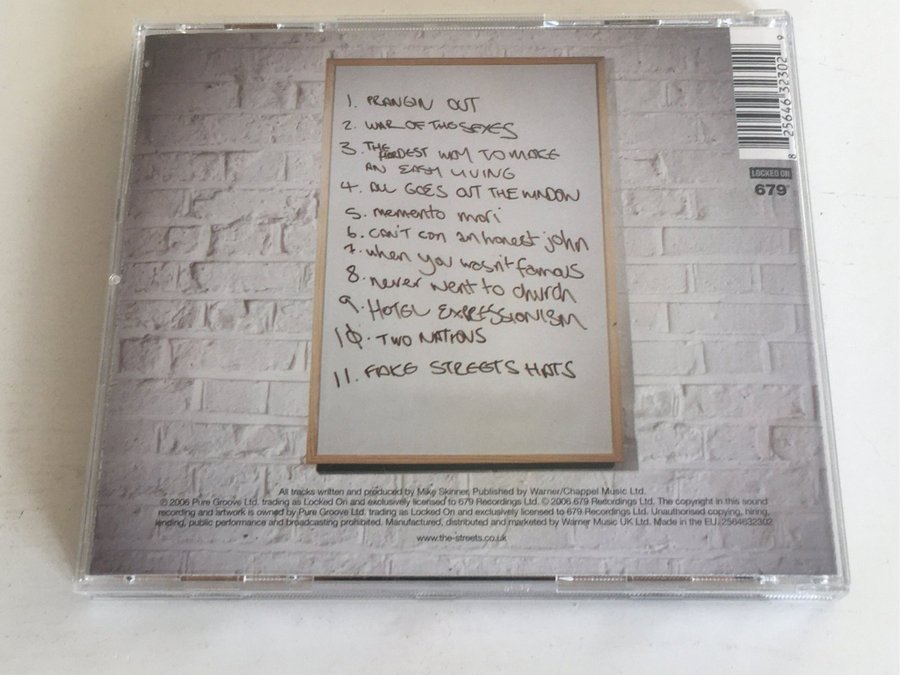 1. PRANGIN OUT
2. WAR OF THE SEXES
3. THE HARDEST WAY TO MAKE
AN EASY LIVING
4. ALL GOES OUT THE WINDOW
5. memento mori
6. can't con an honest john
7. when you wasn't famous
8. never went to church
9. HOTEL EXPRESSIONISM
10. TWO NATIONS
11. FAKE STREETS HATS
8 25646 32302 9
LOCKED ON
679
All tracks written and produced by Mike Skinner, Published by Warner/Chappel Music Ltd.
℗ 2006 Pure Groove Ltd. trading as Locked On and exclusively licensed to 679 Recordings Ltd. © 2006 679 Recordings Ltd. The copyright in this sound
recording and artwork is owned by Pure Groove Ltd. trading as Locked On and exclusively licensed to 679 Recordings Ltd. Unauthorised copying, hiring,
lending, public performance and broadcasting prohibited. Manufactured, distributed and marketed by Warner Music UK Ltd. Made in the EU. 2564632302
www.the-streets.co.uk